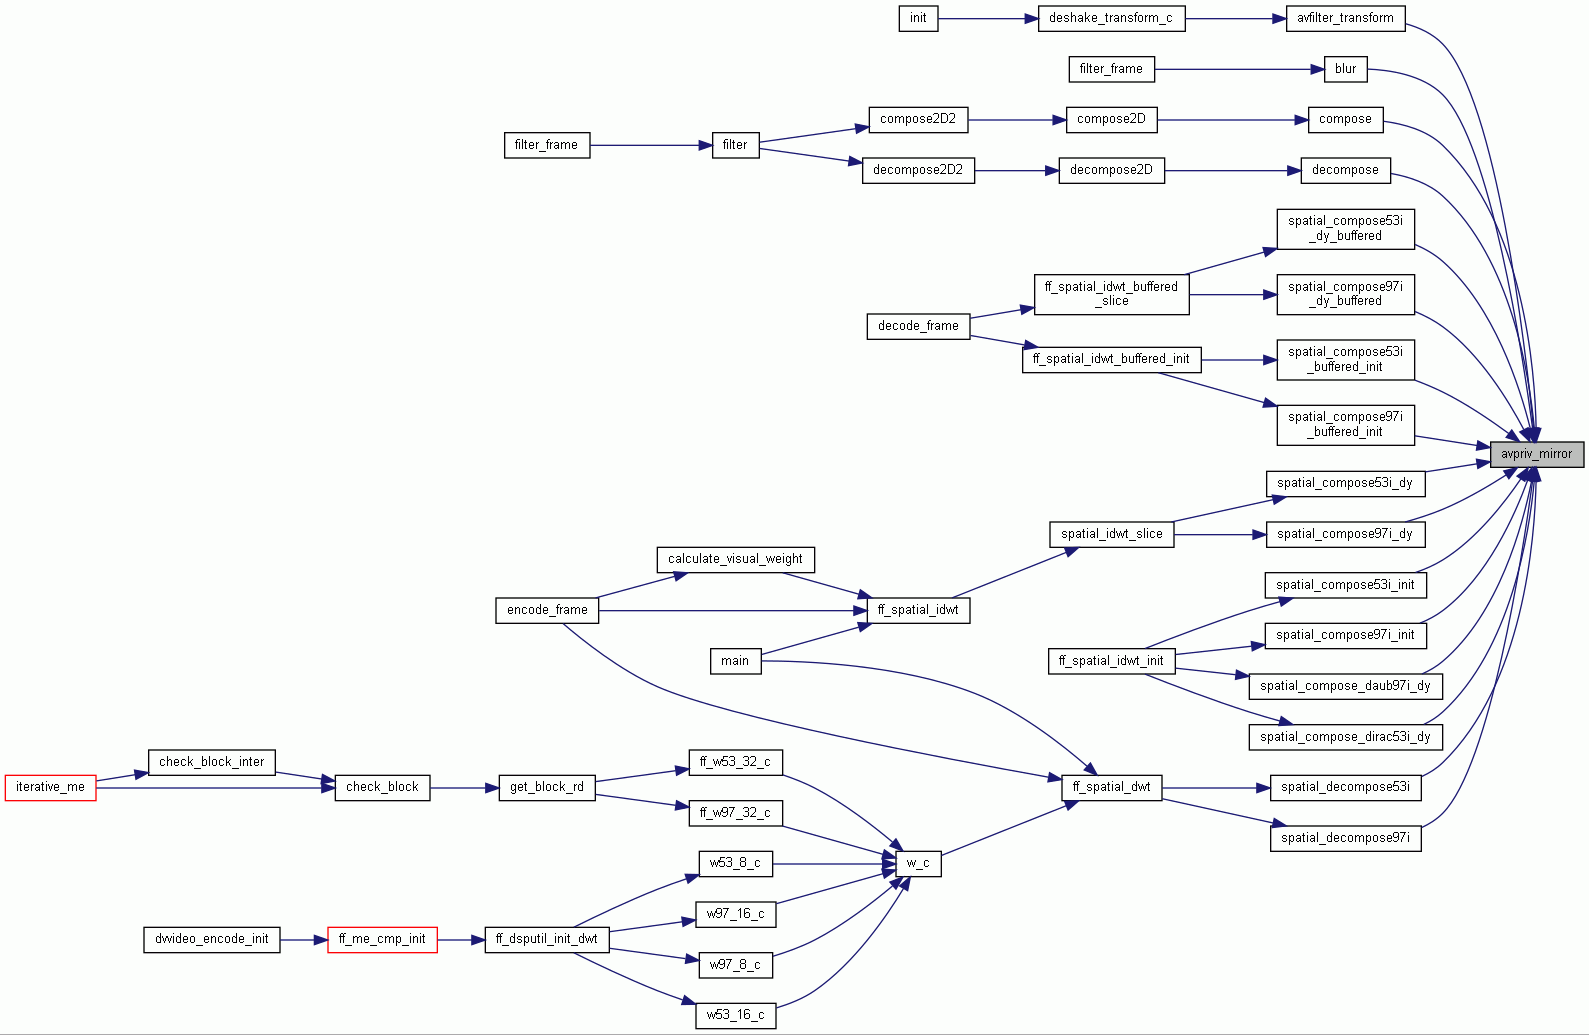 init
deshake_transform_c
avfilter_transform
filter_frame
blur
compose2D2
compose2D
compose
filter_frame
filter
decompose2D2
decompose2D
decompose
spatial_compose53i
_dy_buffered
ff_spatial_idwt_buffered
_slice
spatial_compose97i
_dy_buffered
decode_frame
ff_spatial_idwt_buffered_init
spatial_compose53i
_buffered_init
spatial_compose97i
_buffered_init
avpriv_mirror
spatial_compose53i_dy
spatial_idwt_slice
spatial_compose97i_dy
calculate_visual_weight
spatial_compose53i_init
encode_frame
ff_spatial_idwt
spatial_compose97i_init
main
ff_spatial_idwt_init
spatial_compose_daub97i_dy
spatial_compose_dirac53i_dy
check_block_inter
ff_w53_32_c
iterative_me
check_block
get_block_rd
ff_spatial_dwt
spatial_decompose53i
ff_w97_32_c
spatial_decompose97i
w53_8_c
w_c
w97_16_c
dwvideo_encode_init
ff_me_cmp_init
ff_dsputil_init_dwt
w97_8_c
w53_16_c